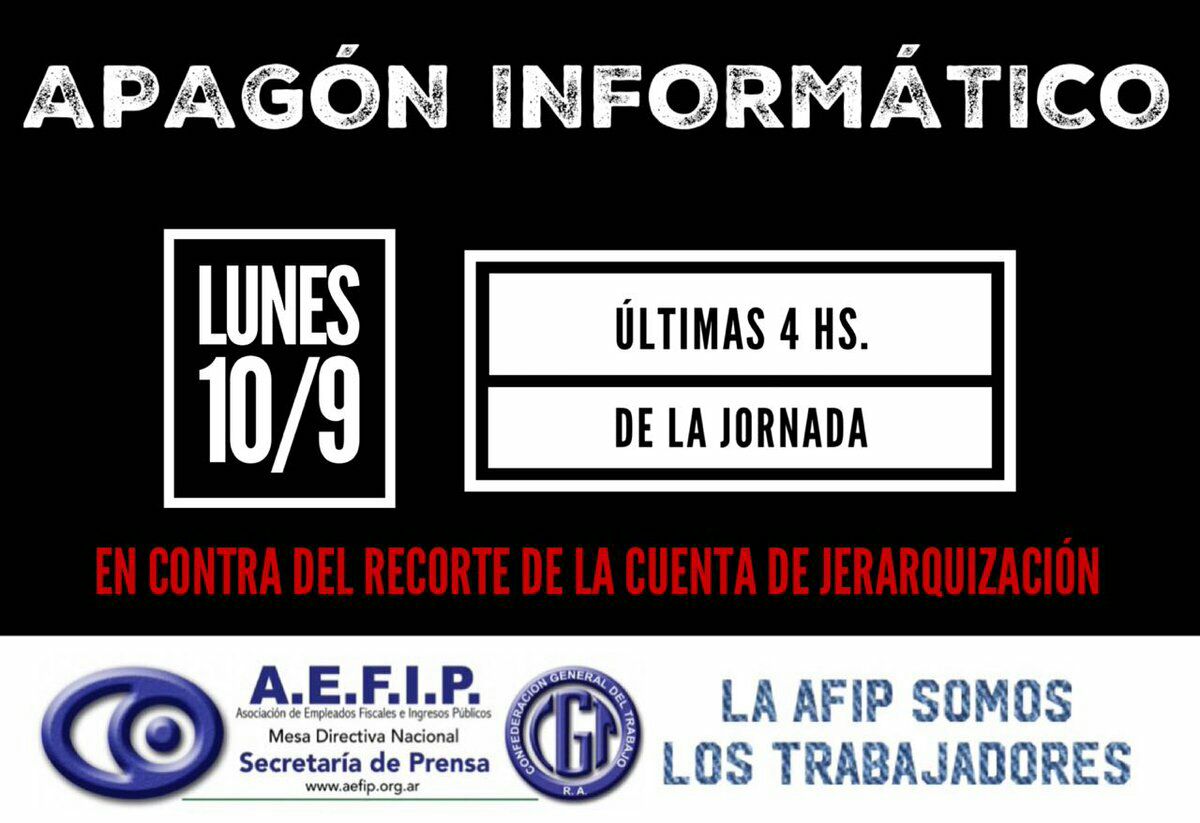 APAGÓN INFORMÁTICO
LUNES
10/9
ÚLTIMAS 4 HS.
DE LA JORNADA
EN CONTRA DEL RECORTE DE LA CUENTA DE JERARQUIZACIÓN
A.E.F.I.P.
Asociación de Empleados Fiscales e Ingresos Públicos
Mesa Directiva Nacional
Secretaría de Prensa
www.aefip.org.ar
CONFEDERACIÓN GENERAL DEL TRABAJO
CGT
R.A.
LA AFIP SOMOS
LOS TRABAJADORES